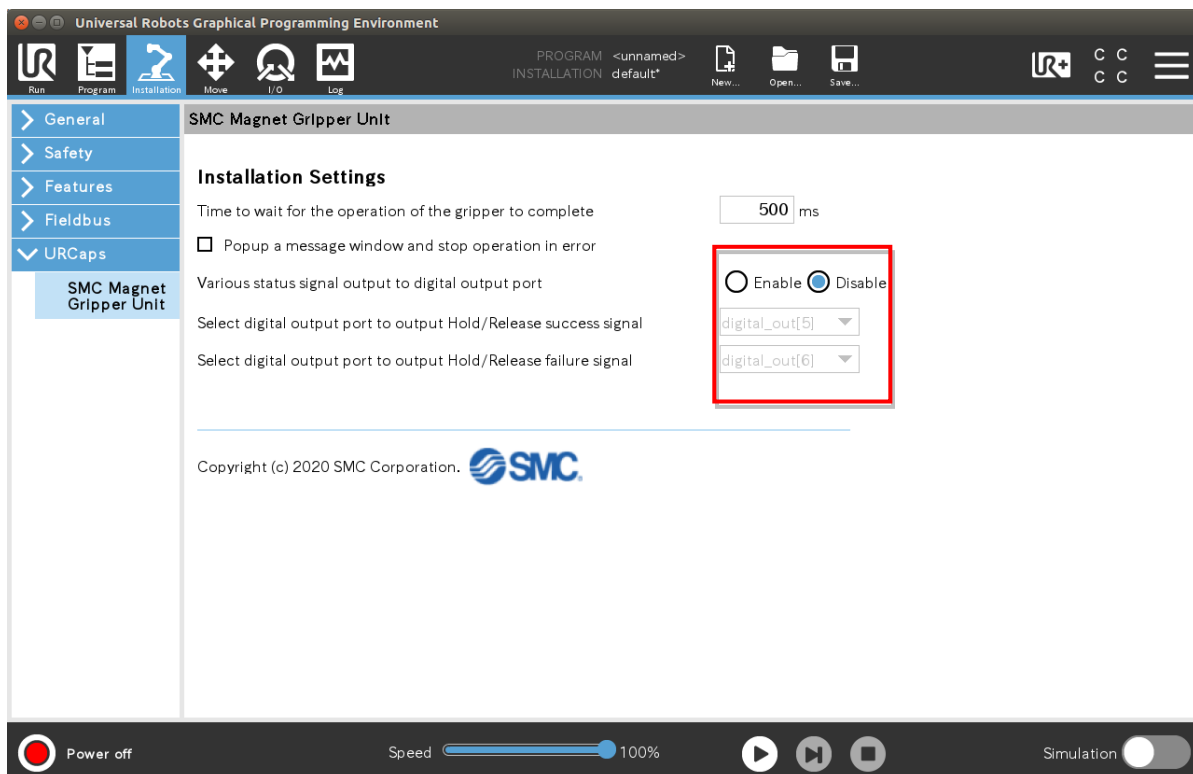 Universal Robots Graphical Programming Environment
Run
Program
Installation
Move
I/O
Log
PROGRAM <unnamed>
INSTALLATION default*
New...
Open...
Save...
UR+
C C
C C
General
Safety
Features
Fieldbus
URCaps
SMC Magnet
Gripper Unit
SMC Magnet Gripper Unit
Installation Settings
Time to wait for the operation of the gripper to complete 500 ms
Popup a message window and stop operation in error
Various status signal output to digital output port Enable Disable
Select digital output port to output Hold/Release success signal digital_out[5]
Select digital output port to output Hold/Release failure signal digital_out[6]
Copyright (c) 2020 SMC Corporation. SMC.
Power off
Speed 100%
Simulation